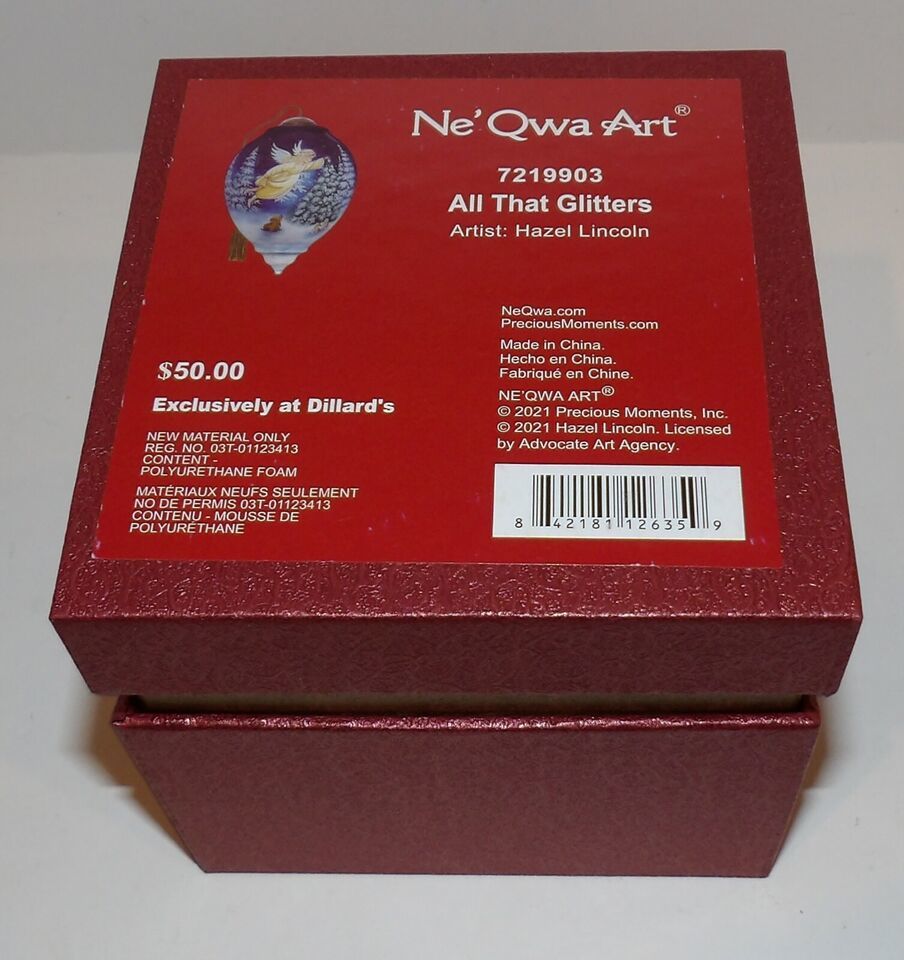 Ne'Qwa Art®
7219903
All That Glitters
Artist: Hazel Lincoln
NeQwa.com
PreciousMoments.com
Made in China.
Hecho en China.
Fabriqué en Chine.
NE'QWA ART®
© 2021 Precious Moments, Inc.
© 2021 Hazel Lincoln. Licensed
by Advocate Art Agency.
$50.00
Exclusively at Dillard's
NEW MATERIAL ONLY
REG. NO. 03T-01123413
CONTENT -
POLYURETHANE FOAM
MATÉRIAUX NEUFS SEULEMENT
NO DE PERMIS 03T-01123413
CONTENU - MOUSSE DE
POLYURÉTHANE
8 42181 12635 9